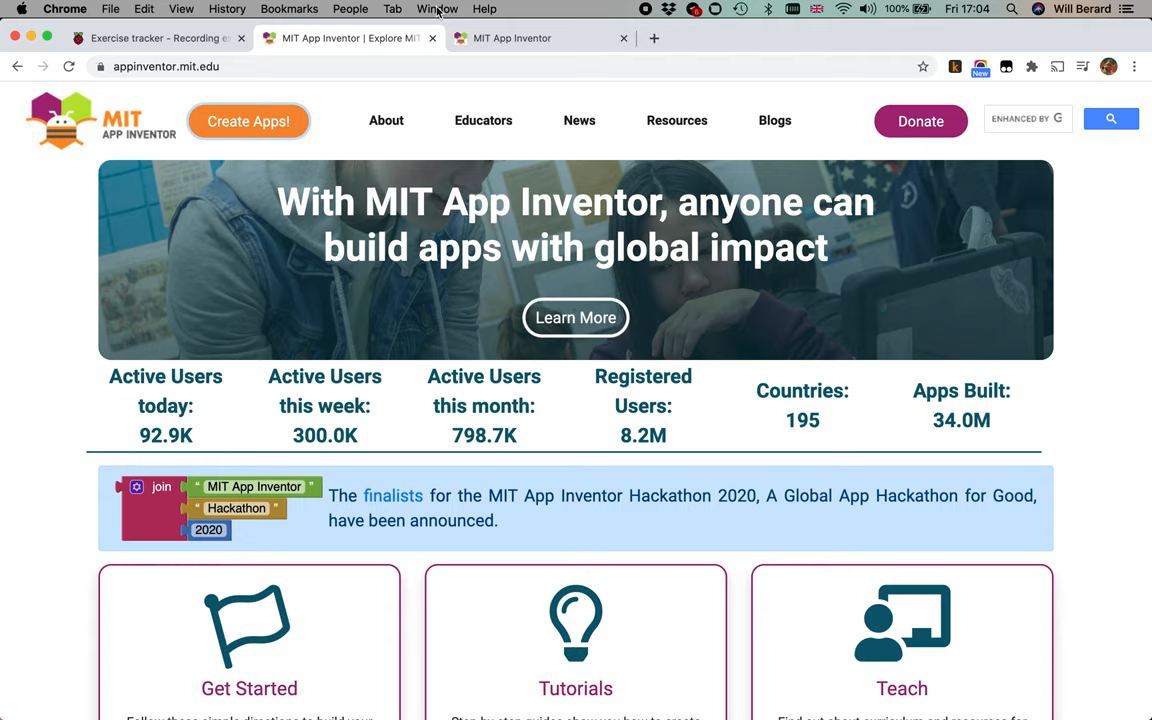 Chrome File Edit View History Bookmarks People Tab Window Help 100% Fri 17:04 Will Berard
Exercise tracker - Recording e MIT App Inventor | Explore MIT MIT App Inventor
appinventor.mit.edu New
MIT
APP INVENTOR
Create Apps! About Educators News Resources Blogs Donate ENHANCED BY G
With MIT App Inventor, anyone can
build apps with global impact
Learn More
Active Users
today:
92.9K
Active Users
this week:
300.0K
Active Users
this month:
798.7K
Registered
Users:
8.2M
Countries:
195
Apps Built:
34.0M
join " MIT App Inventor "
" Hackathon "
2020
The finalists for the MIT App Inventor Hackathon 2020, A Global App Hackathon for Good,
have been announced.
Get Started
Tutorials
Teach